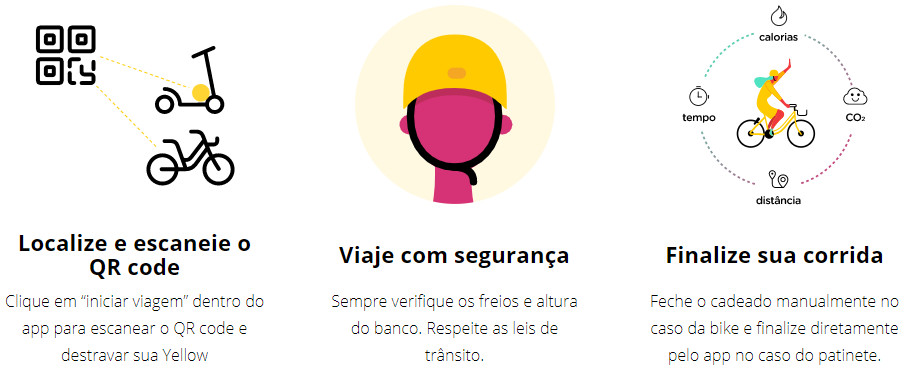 Localize e escaneie o
QR code
Clique em “iniciar viagem” dentro do
app para escanear o QR code e
destravar sua Yellow
Viaje com segurança
Sempre verifique os freios e altura
do banco. Respeite as leis de
trânsito.
calorias
tempo
CO₂
distância
Finalize sua corrida
Feche o cadeado manualmente no
caso da bike e finalize diretamente
pelo app no caso do patinete.